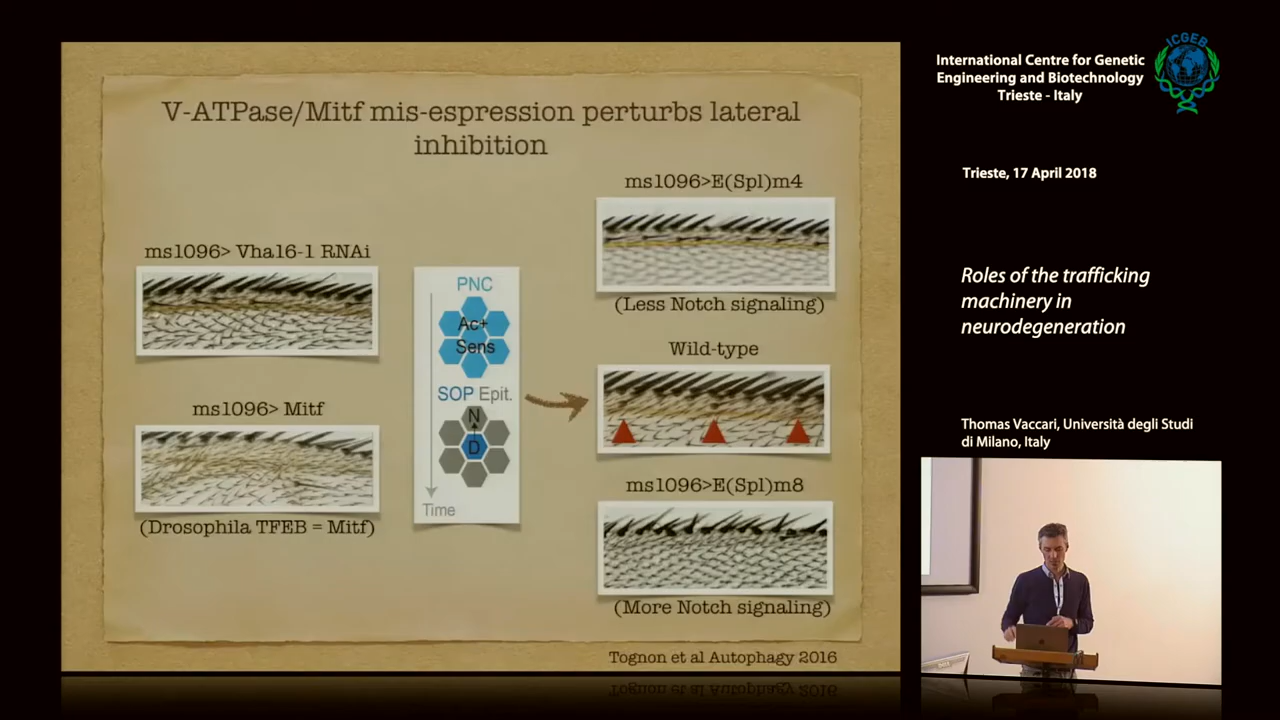 V-ATPase/Mitf mis-espression perturbs lateral
inhibition
ms1096> Vha16-1 RNAi
ms1096> Mitf
(Drosophila TFEB = Mitf)
PNC
Ac+
Sens
SOP Epit.
N
D
Time
ms1096>E(Spl)m4
(Less Notch signaling)
Wild-type
ms1096>E(Spl)m8
(More Notch signaling)
Tognon et al Autophagy 2016
International Centre for Genetic
Engineering and Biotechnology
Trieste - Italy
ICGEB
Trieste, 17 April 2018
Roles of the trafficking
machinery in
neurodegeneration
Thomas Vaccari, Università degli Studi
di Milano, Italy